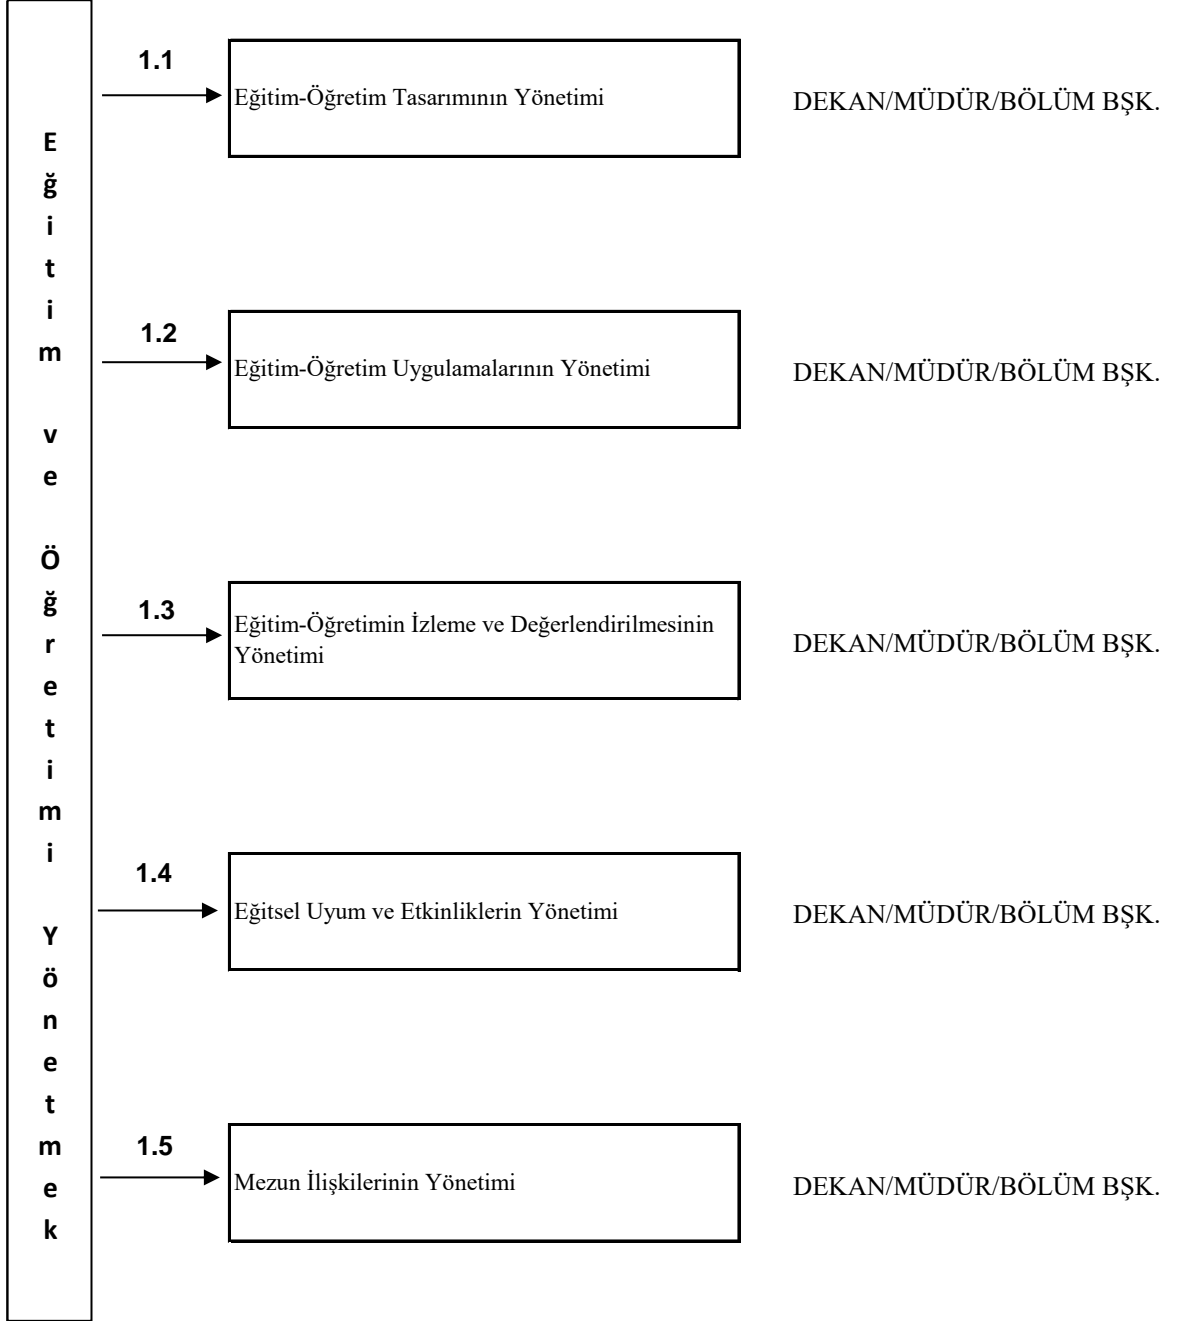 Eğitim ve Öğretimi Yönetmek
1.1
Eğitim-Öğretim Tasarımının Yönetimi
DEKAN/MÜDÜR/BÖLÜM BŞK.
1.2
Eğitim-Öğretim Uygulamalarının Yönetimi
DEKAN/MÜDÜR/BÖLÜM BŞK.
1.3
Eğitim-Öğretimin İzleme ve Değerlendirilmesinin
Yönetimi
DEKAN/MÜDÜR/BÖLÜM BŞK.
1.4
Eğitsel Uyum ve Etkinliklerin Yönetimi
DEKAN/MÜDÜR/BÖLÜM BŞK.
1.5
Mezun İlişkilerinin Yönetimi
DEKAN/MÜDÜR/BÖLÜM BŞK.